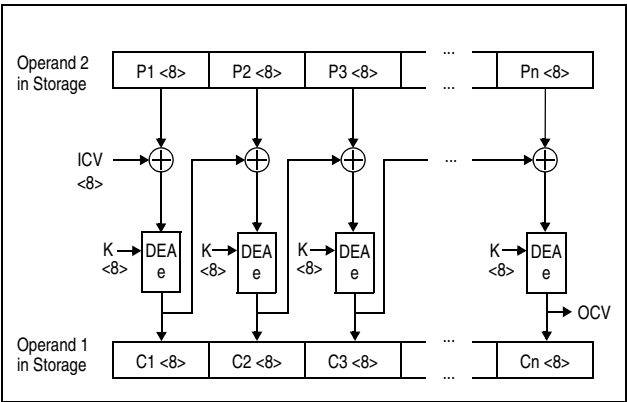 Operand 2
in Storage
P1 <8> P2 <8> P3 <8> ... ... Pn <8>
ICV
<8>
...
K
<8>
DEA
e
K
<8>
DEA
e
K
<8>
DEA
e
K
<8>
DEA
e
OCV
Operand 1
in Storage
C1 <8> C2 <8> C3 <8> ... ... Cn <8>